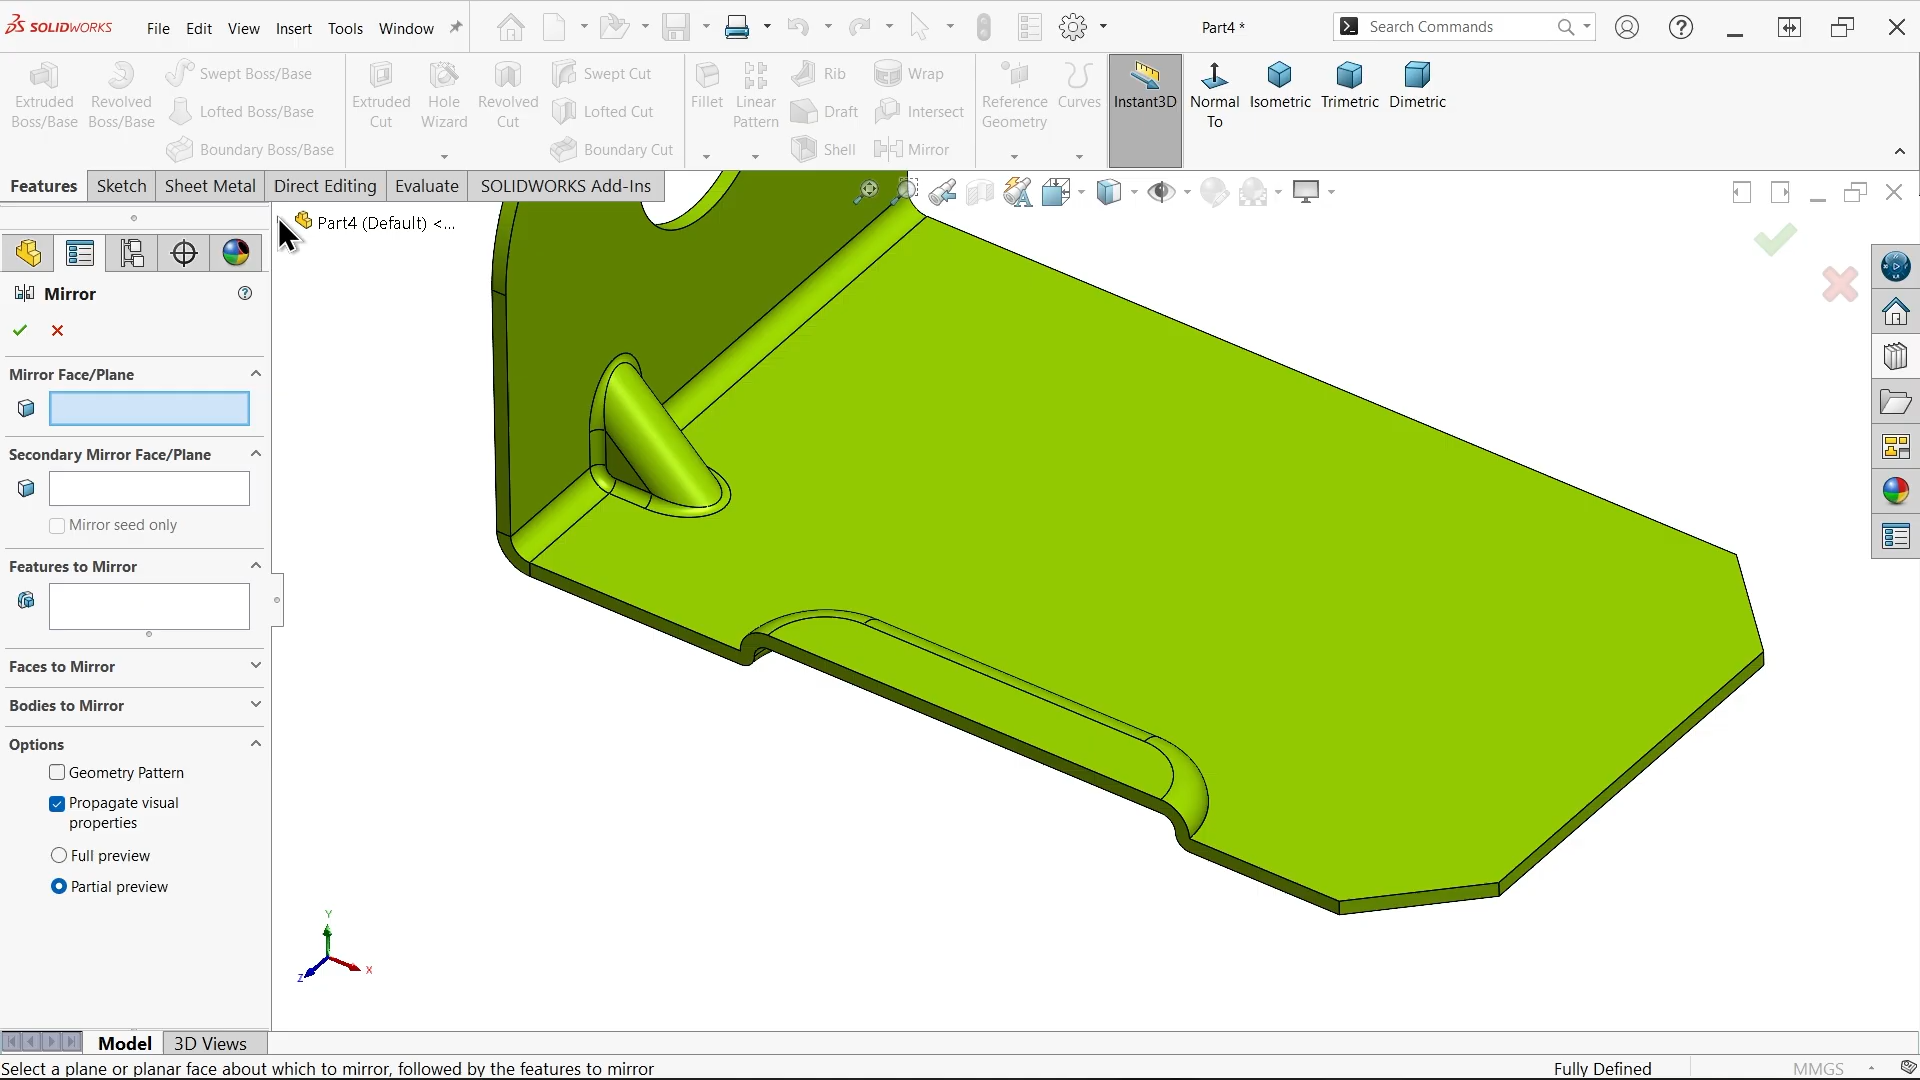 SOLIDWORKS
File
Edit
View
Insert
Tools
Window
Part4 *
Search Commands
Extruded
Boss/Base
Revolved
Boss/Base
Swept Boss/Base
Lofted Boss/Base
Boundary Boss/Base
Extruded
Cut
Hole
Wizard
Revolved
Cut
Swept Cut
Lofted Cut
Boundary Cut
Fillet
Linear
Pattern
Rib
Draft
Shell
Wrap
Intersect
Mirror
Reference
Geometry
Curves
Instant3D
Normal
To
Isometric
Trimetric
Dimetric
Features
Sketch
Sheet Metal
Direct Editing
Evaluate
SOLIDWORKS Add-Ins
Part4 (Default) <...
Mirror
Mirror Face/Plane
Secondary Mirror Face/Plane
Mirror seed only
Features to Mirror
Faces to Mirror
Bodies to Mirror
Options
Geometry Pattern
Propagate visual
properties
Full preview
Partial preview
Y
X
Z
Model
3D Views
Select a plane or planar face about which to mirror, followed by the features to mirror
Fully Defined
MMGS